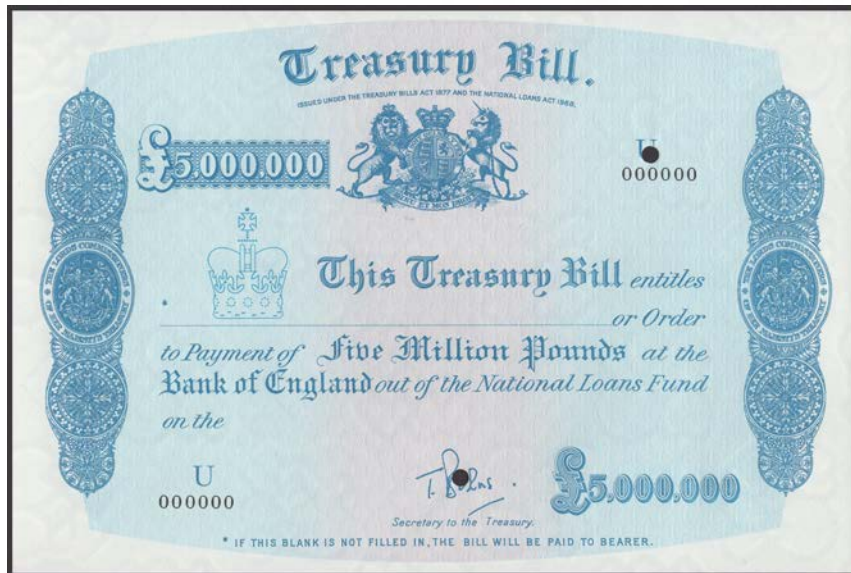 Treasury Bill.
ISSUED UNDER THE TREASURY BILLS ACT 1877 AND THE NATIONAL LOANS ACT 1968.
£5,000,000
U
000000
This Treasury Bill entitles
*
or Order
to Payment of Five Million Pounds at the
Bank of England out of the National Loans Fund
on the
U
000000
T. Burns
£5,000,000
Secretary to the Treasury.
* IF THIS BLANK IS NOT FILLED IN, THE BILL WILL BE PAID TO BEARER.